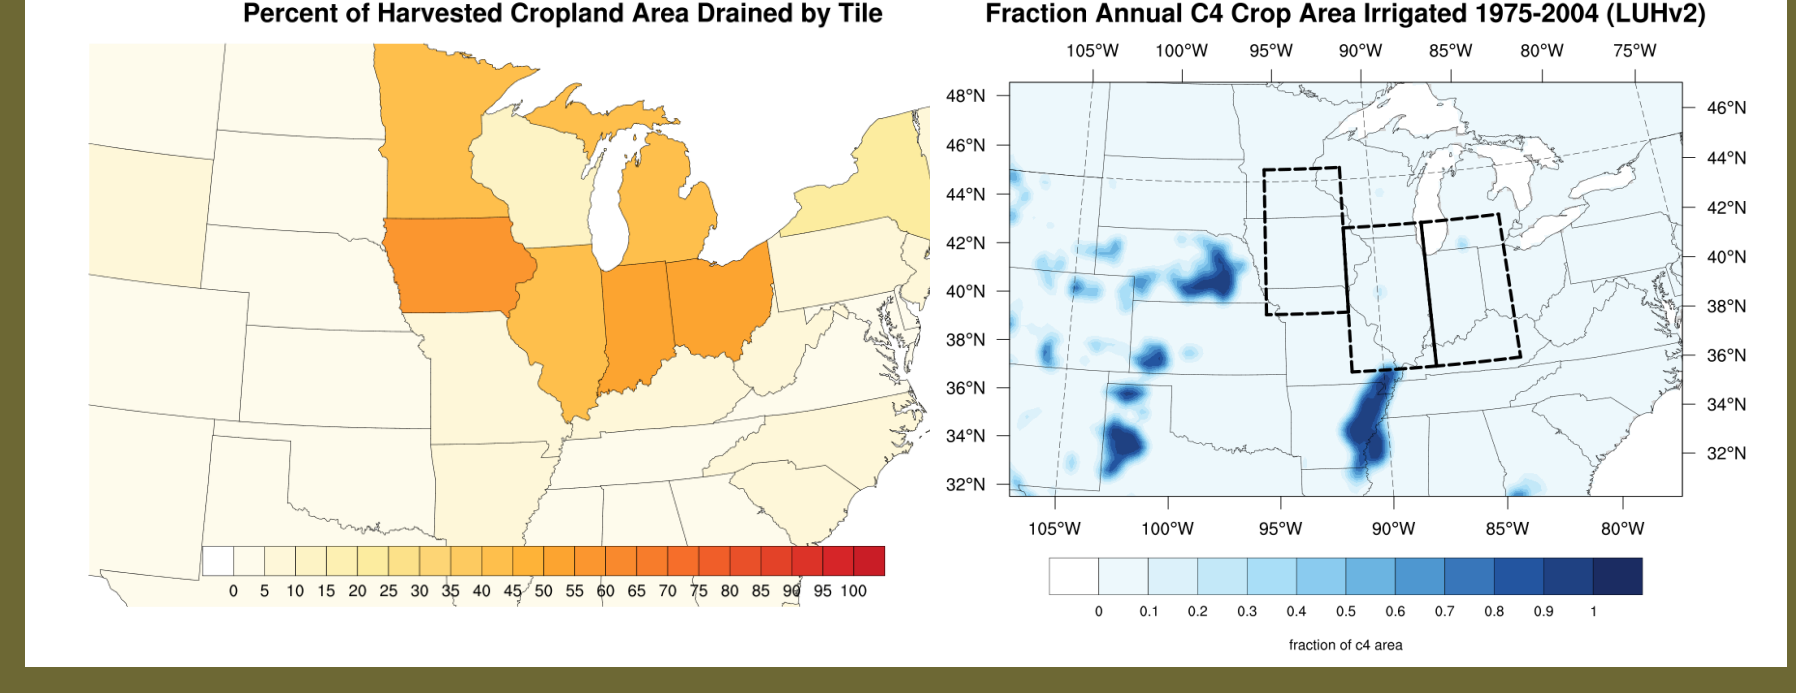 Percent of Harvested Cropland Area Drained by Tile
0 5 10 15 20 25 30 35 40 45 50 55 60 65 70 75 80 85 90 95 100
Fraction Annual C4 Crop Area Irrigated 1975-2004 (LUHv2)
105°W 100°W 95°W 90°W 85°W 80°W 75°W
48°N
46°N
44°N
42°N
40°N
38°N
36°N
34°N
32°N
46°N
44°N
42°N
40°N
38°N
36°N
34°N
32°N
105°W 100°W 95°W 90°W 85°W 80°W
0 0.1 0.2 0.3 0.4 0.5 0.6 0.7 0.8 0.9 1
fraction of c4 area